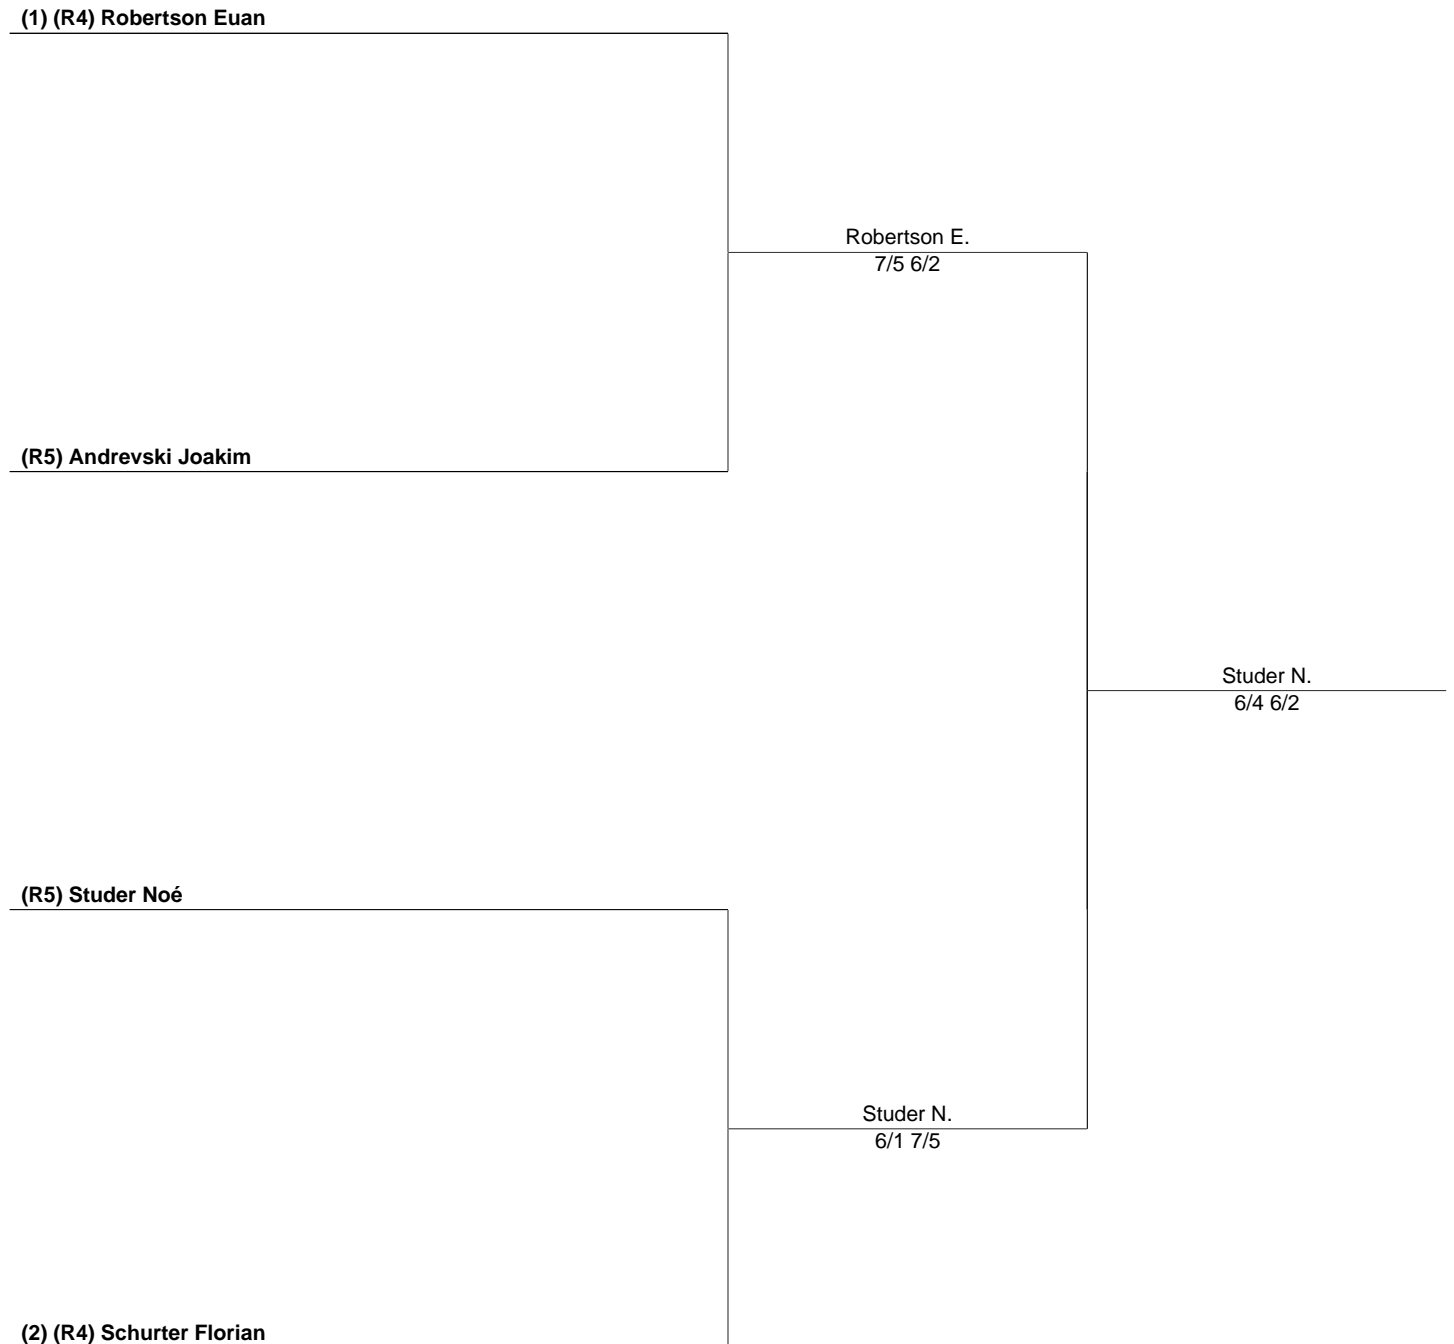 (1) (R4) Robertson Euan
Robertson E.
7/5 6/2
(R5) Andrevski Joakim
Studer N.
6/4 6/2
(R5) Studer Noé
Studer N.
6/1 7/5
(2) (R4) Schurter Florian